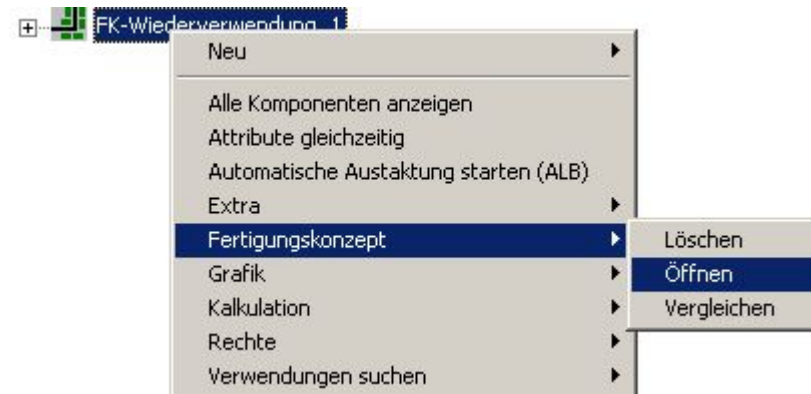 FK-Wiederverwendung_1
Neu
Alle Komponenten anzeigen
Attribute gleichzeitig
Automatische Austaktung starten (ALB)
Extra
Fertigungskonzept
Löschen
Grafik
Öffnen
Kalkulation
Vergleichen
Rechte
Verwendungen suchen